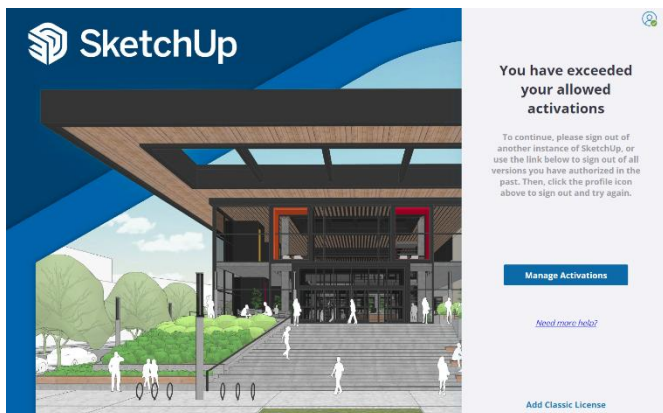 SketchUp
You have exceeded
your allowed
activations
To continue, please sign out of
another instance of SketchUp, or
use the link below to sign out of all
versions you have authorized in the
past. Then, click the profile icon
above to sign out and try again.
Manage Activations
Need more help?
Add Classic License